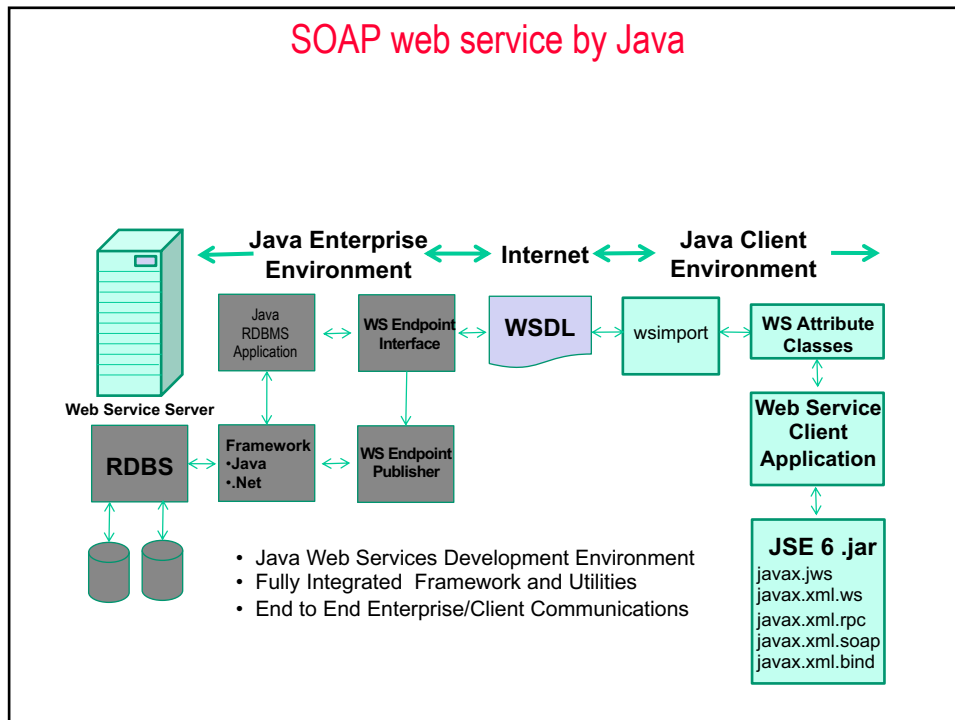 SOAP web service by Java
Java Enterprise
Environment
Internet
Java Client
Environment
Web Service Server
Java
RDBMS
Application
WS Endpoint
Interface
WSDL
wsimport
WS Attribute
Classes
RDBS
Framework
•Java
•.Net
WS Endpoint
Publisher
Web Service
Client
Application
• Java Web Services Development Environment
• Fully Integrated Framework and Utilities
• End to End Enterprise/Client Communications
JSE 6 .jar
javax.jws
javax.xml.ws
javax.xml.rpc
javax.xml.soap
javax.xml.bind